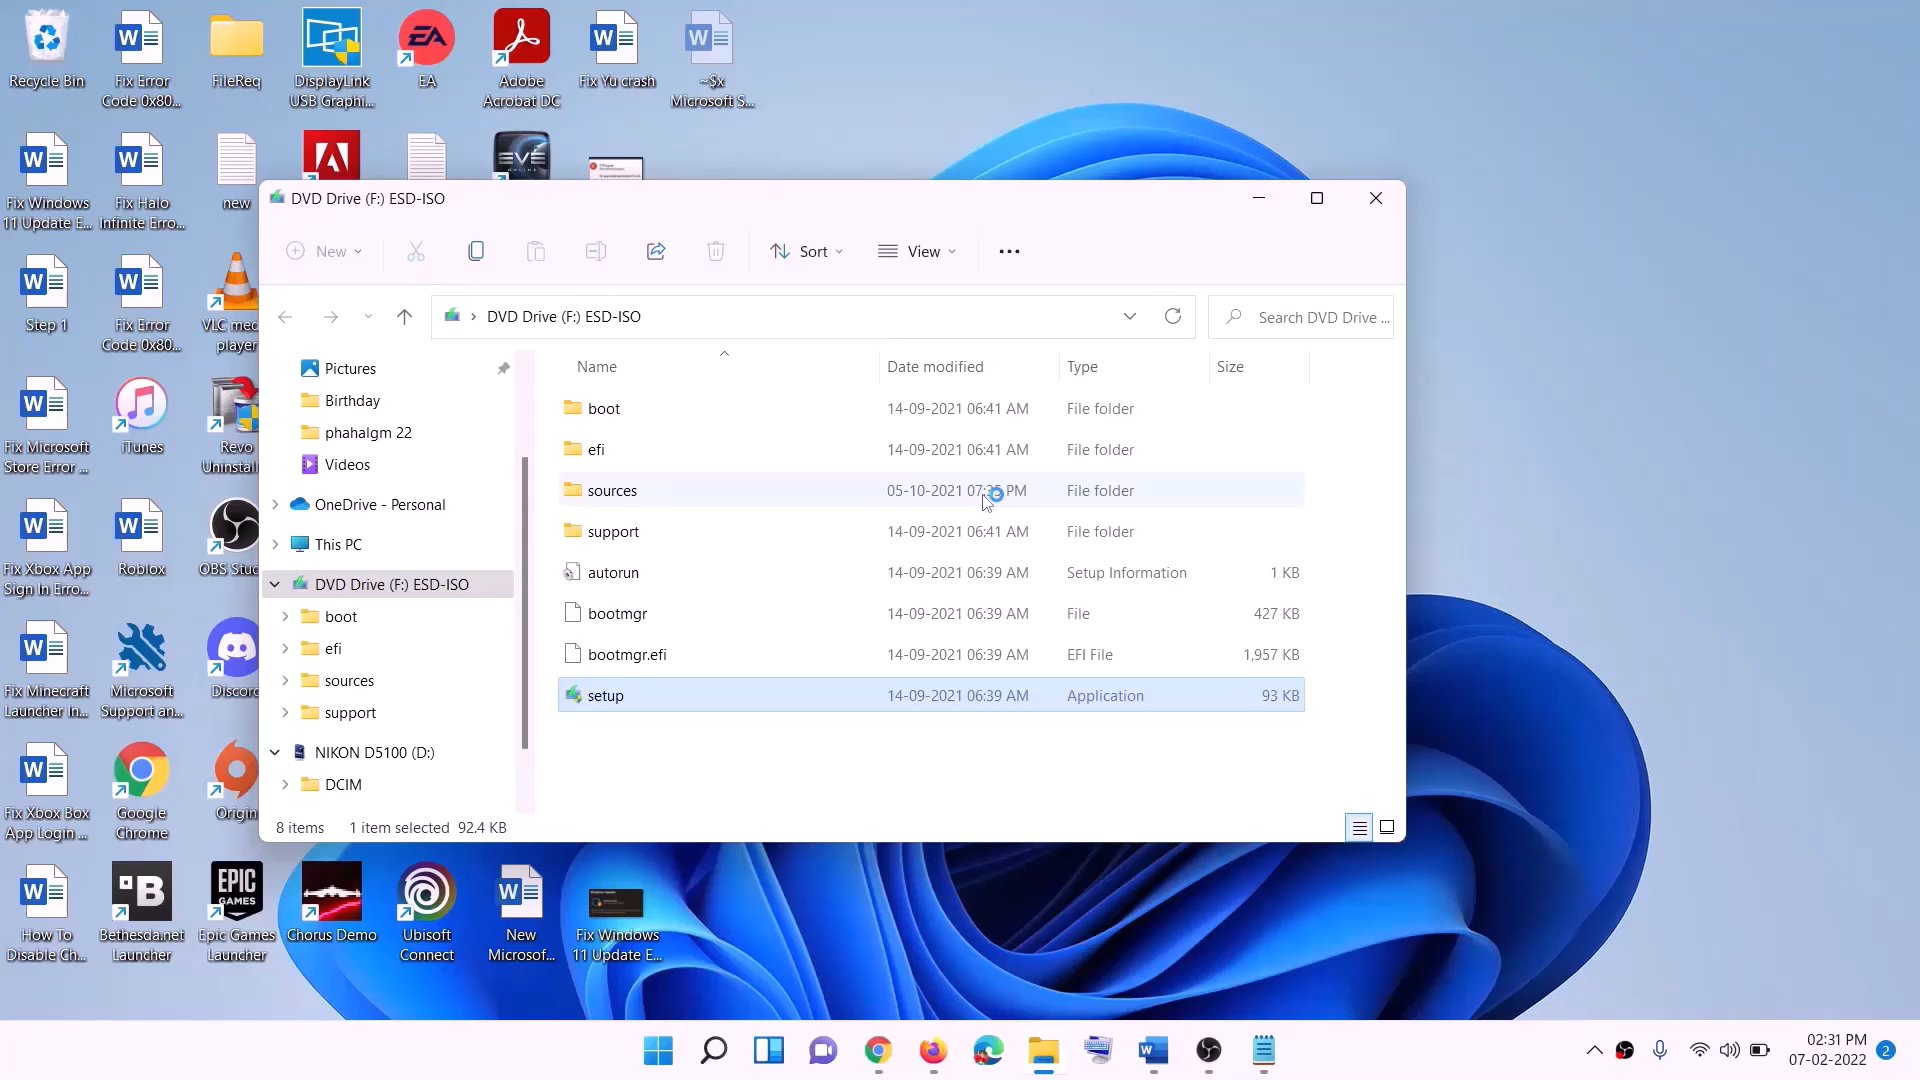 Recycle Bin
Fix Error
Code 0x80...
FileReq
DisplayLink
USB Graphi...
EA
EA
Adobe
Acrobat DC
Fix Yu crash
~$x
Microsoft S...
Fix Windows
11 Update E...
Fix Halo
Infinite Erro...
new
EVE
ONLINE
Step 1
Fix Error
Code 0x80...
VLC med
player
Fix Microsoft
Store Error ...
iTunes
Revo
Uninstal
Fix Xbox App
Sign In Erro...
Roblox
OBS Stud
Fix Minecraft
Launcher In...
Microsoft
Support an...
Discord
Fix Xbox Box
App Login ...
Google
Chrome
Origin
How To
Disable Ch...
B
Bethesda.net
Launcher
EPIC
GAMES
Epic Games
Launcher
Chorus Demo
Ubisoft
Connect
New
Microsof...
Fix Windows
11 Update E...
DVD Drive (F:) ESD-ISO
New
Sort
View
DVD Drive (F:) ESD-ISO
Search DVD Drive ...
Pictures
Birthday
phahalgm 22
Videos
OneDrive - Personal
This PC
DVD Drive (F:) ESD-ISO
boot
efi
sources
support
NIKON D5100 (D:)
DCIM
Name Date modified Type Size
boot 14-09-2021 06:41 AM File folder
efi 14-09-2021 06:41 AM File folder
sources 05-10-2021 PM File folder
support 14-09-2021 06:41 AM File folder
autorun 14-09-2021 06:39 AM Setup Information 1 KB
bootmgr 14-09-2021 06:39 AM File 427 KB
bootmgr.efi 14-09-2021 06:39 AM EFI File 1,957 KB
setup 14-09-2021 06:39 AM Application 93 KB
8 items 1 item selected 92.4 KB
02:31 PM
07-02-2022
2